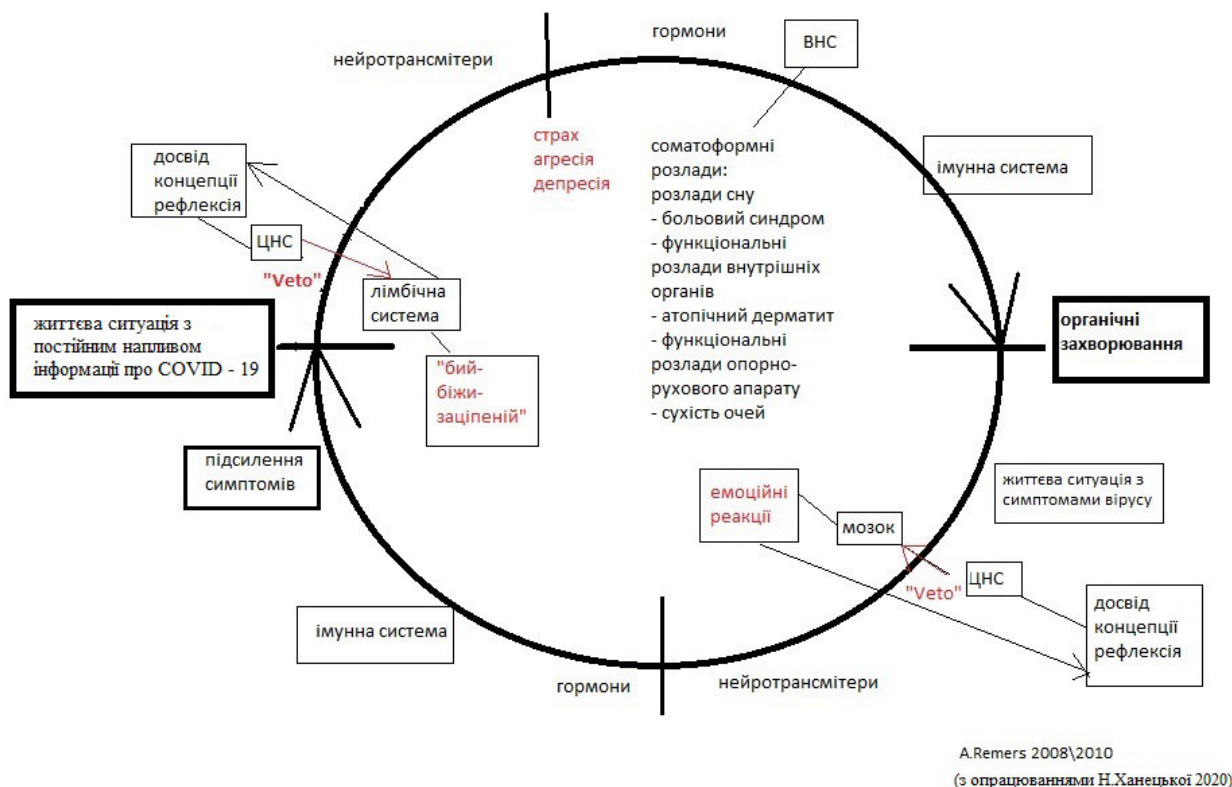 гормони
ВНС
нейротрансмітери
страх
агресія
депресія
соматоформні
розлади:
розлади сну
- больовий синдром
- функціональні
розлади внутрішніх
органів
- атопічний дерматит
- функціональні
розлади опорно-
рухового апарату
- сухість очей
імунна система
досвід
концепції
рефлексія
ЦНС
"Veto"
лімбічна
система
життєва ситуація з
постійним напливом
інформації про COVID - 19
"бий-
біжи-
заціпеній"
органічні
захворювання
підсилення
симптомів
емоційні
реакції
мозок
життєва ситуація з
симптомами вірусу
"Veto"
ЦНС
досвід
концепції
рефлексія
імунна система
гормони
нейротрансмітери
A.Remers 2008\2010
(з опрацюваннями Н.Ханецької 2020)